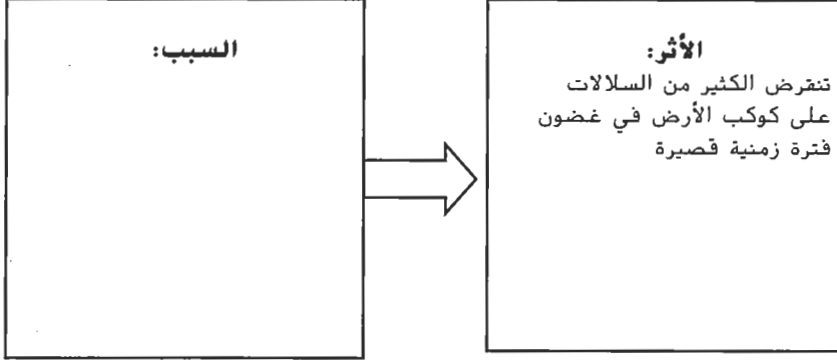 الأثر:
تنقرض الكثير من السلالات
على كوكب الأرض في غضون
فترة زمنية قصيرة
السبب: